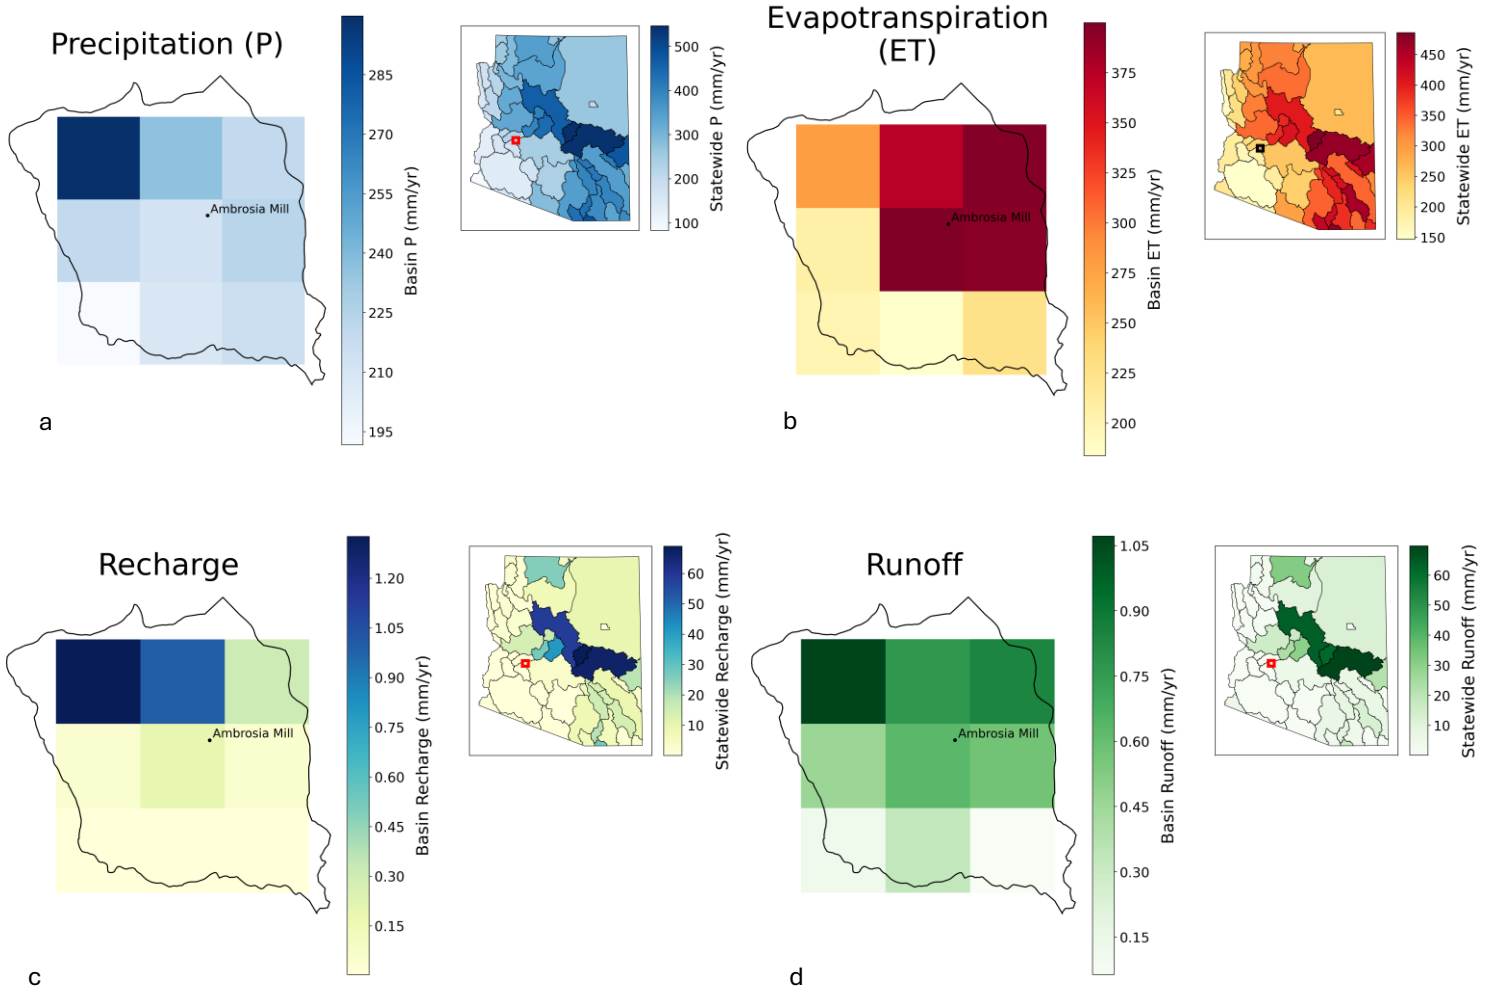 Precipitation (P)
Ambrosia Mill
285
270
255
240
225
210
195
Basin P (mm/yr)
500
400
300
200
100
Statewide P (mm/yr)
a
Evapotranspiration
(ET)
Ambrosia Mill
375
350
325
300
275
250
225
200
Basin ET (mm/yr)
450
400
350
300
250
200
150
Statewide ET (mm/yr)
b
Recharge
Ambrosia Mill
1.20
1.05
0.90
0.75
0.60
0.45
0.30
0.15
Basin Recharge (mm/yr)
60
50
40
30
20
10
Statewide Recharge (mm/yr)
c
Runoff
Ambrosia Mill
1.05
0.90
0.75
0.60
0.45
0.30
0.15
Basin Runoff (mm/yr)
60
50
40
30
20
10
Statewide Runoff (mm/yr)
d